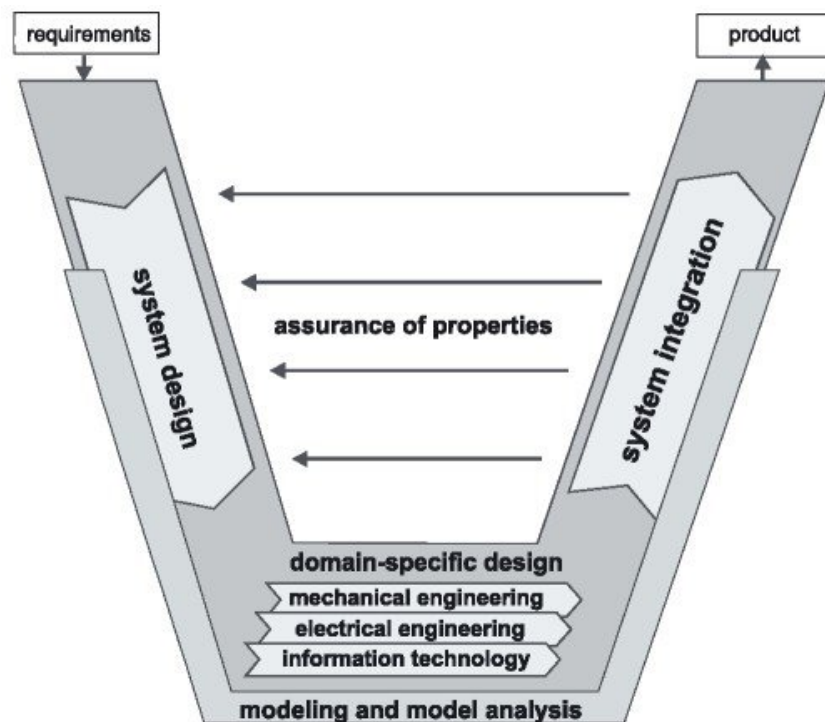 requirements
product
system design
assurance of properties
system integration
domain-specific design
mechanical engineering
electrical engineering
information technology
modeling and model analysis